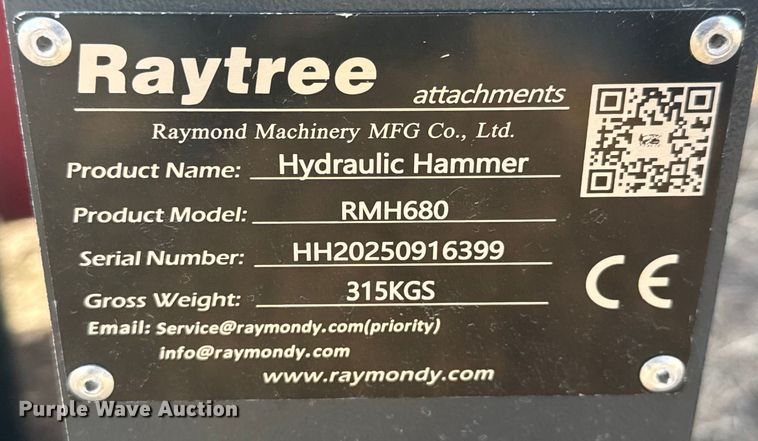 Raytree attachments
Raymond Machinery MFG Co., Ltd.
Product Name: Hydraulic Hammer
Product Model: RMH680
Serial Number: HH20250916399
Gross Weight: 315KGS
CE
Email: Service@raymondy.com(priority)
info@raymondy.com
www.raymondy.com
Purple Wave Auction